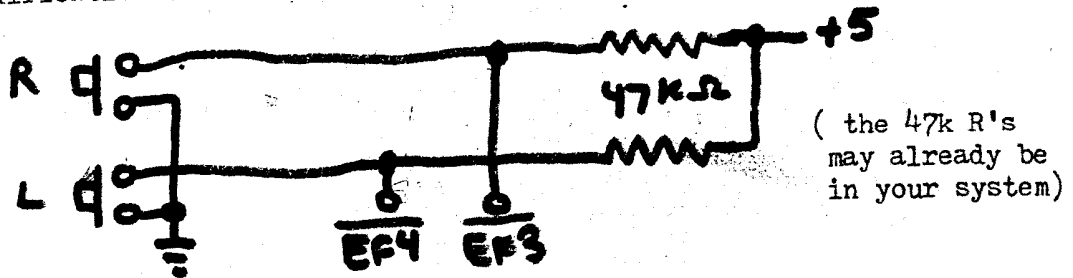 R
+5
47KΩ
( the 47k R's
may already be
in your system)
L
EF4 EF3